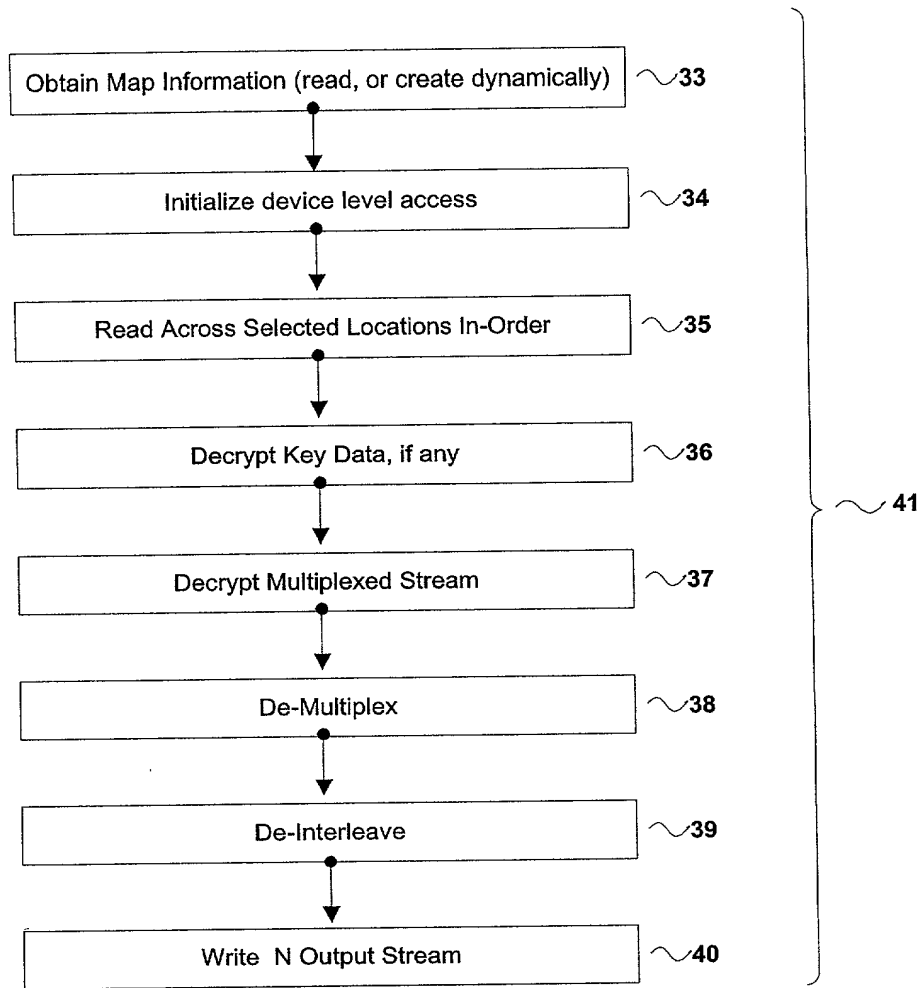 Obtain Map Information (read, or create dynamically) 33
Initialize device level access 34
Read Across Selected Locations In-Order 35
Decrypt Key Data, if any 36
41
Decrypt Multiplexed Stream 37
De-Multiplex 38
De-Interleave 39
Write N Output Stream 40